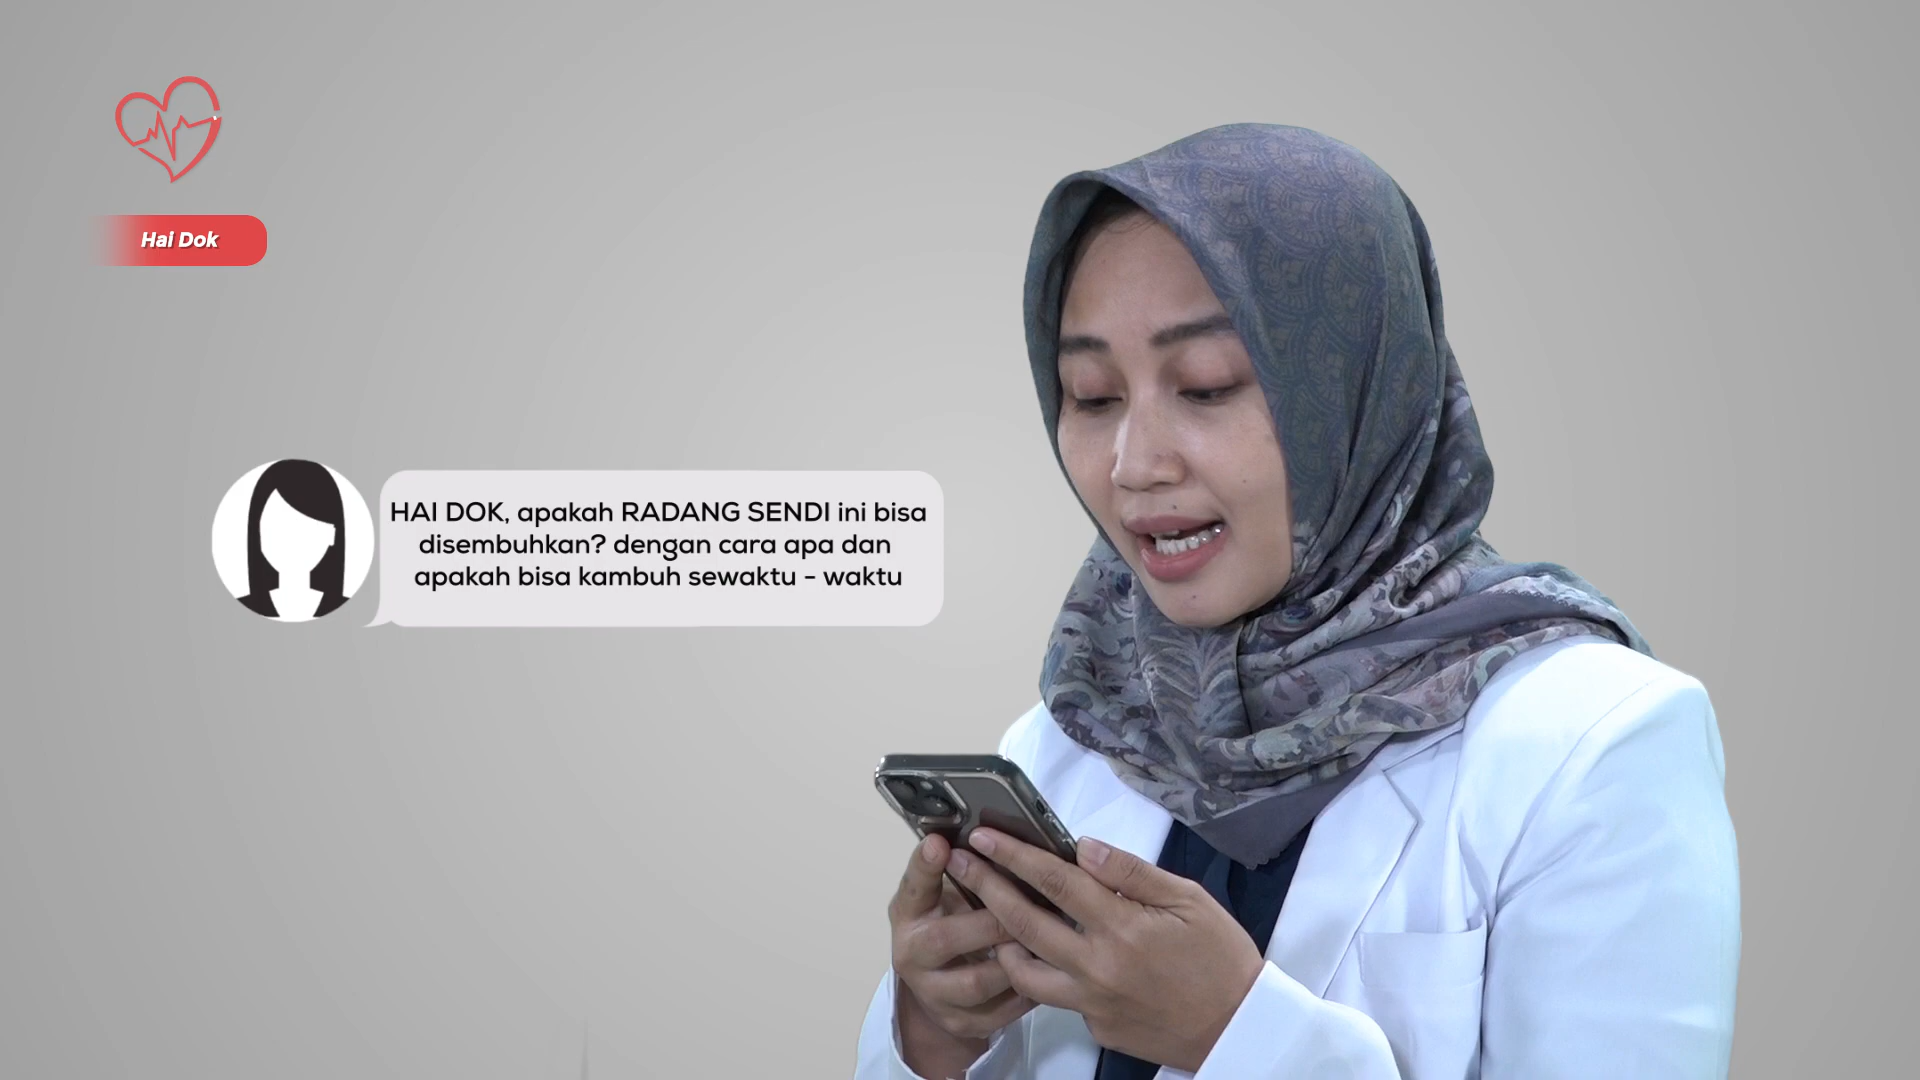 Hai Dok
HAI DOK, apakah RADANG SENDI ini bisa
disembuhkan? dengan cara apa dan
apakah bisa kambuh sewaktu - waktu